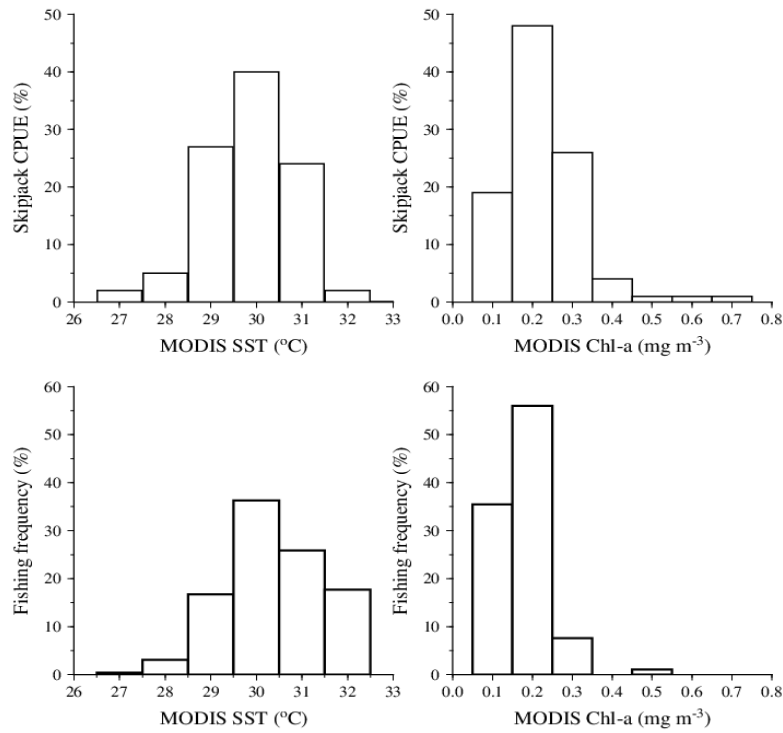 50
40
30
20
10
0
Skipjack CPUE (%)
26 27 28 29 30 31 32 33
MODIS SST (°C)
50
40
30
20
10
0
Skipjack CPUE (%)
0.0 0.1 0.2 0.3 0.4 0.5 0.6 0.7 0.8
MODIS Chl-a (mg m⁻³)
60
50
40
30
20
10
0
Fishing frequency (%)
26 27 28 29 30 31 32 33
MODIS SST (°C)
60
50
40
30
20
10
0
Fishing frequency (%)
0.0 0.1 0.2 0.3 0.4 0.5 0.6 0.7 0.8
MODIS Chl-a (mg m⁻³)